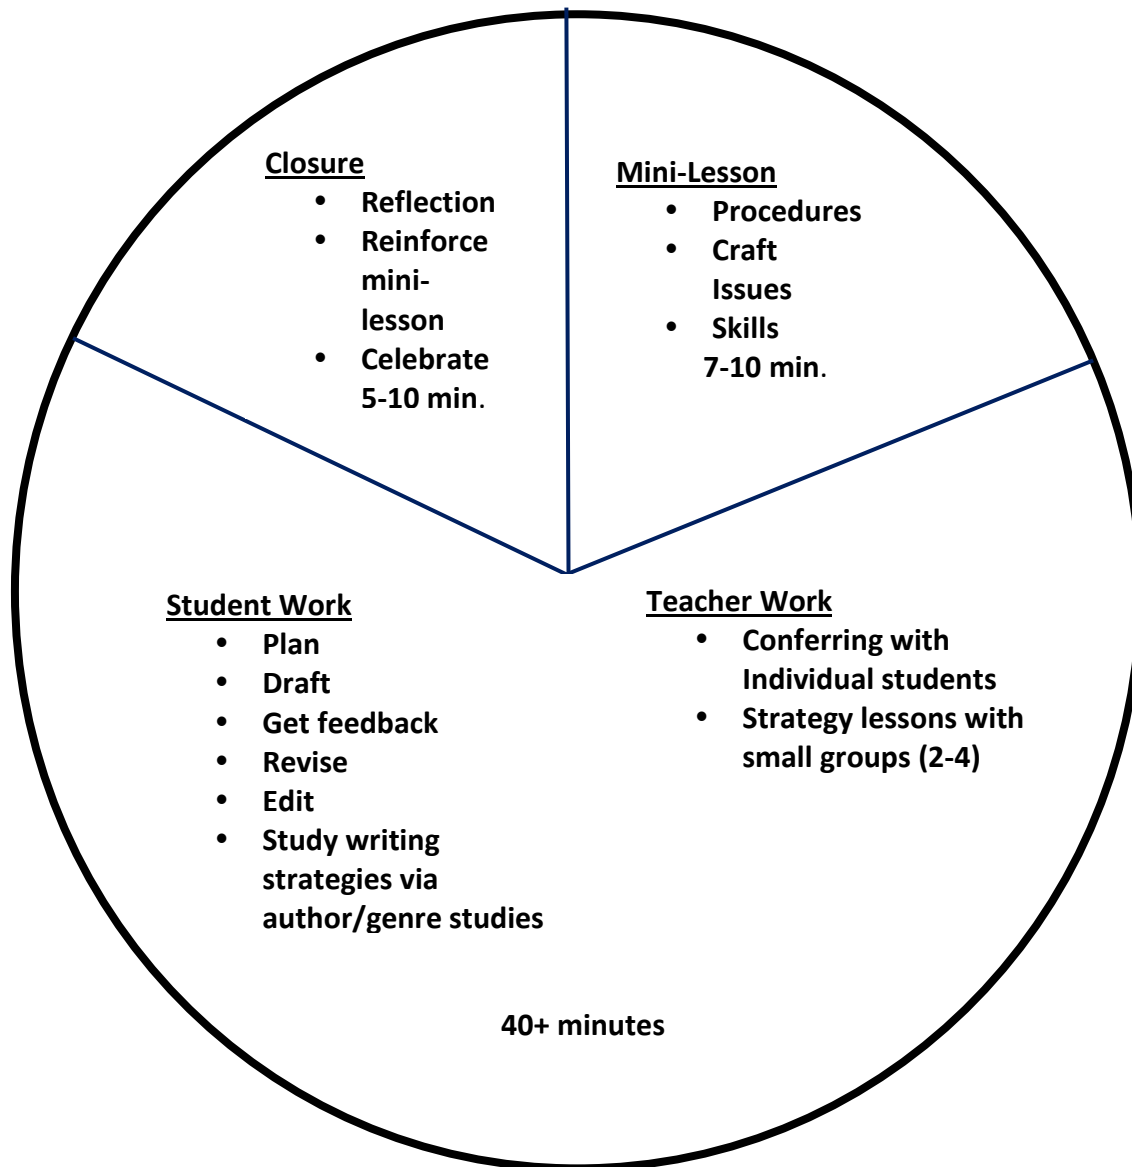 Closure
• Reflection
• Reinforce
mini-
lesson
• Celebrate
5-10 min.
Mini-Lesson
• Procedures
• Craft
Issues
• Skills
7-10 min.
Student Work
• Plan
• Draft
• Get feedback
• Revise
• Edit
• Study writing
strategies via
author/genre studies
Teacher Work
• Conferring with
Individual students
• Strategy lessons with
small groups (2-4)
40+ minutes